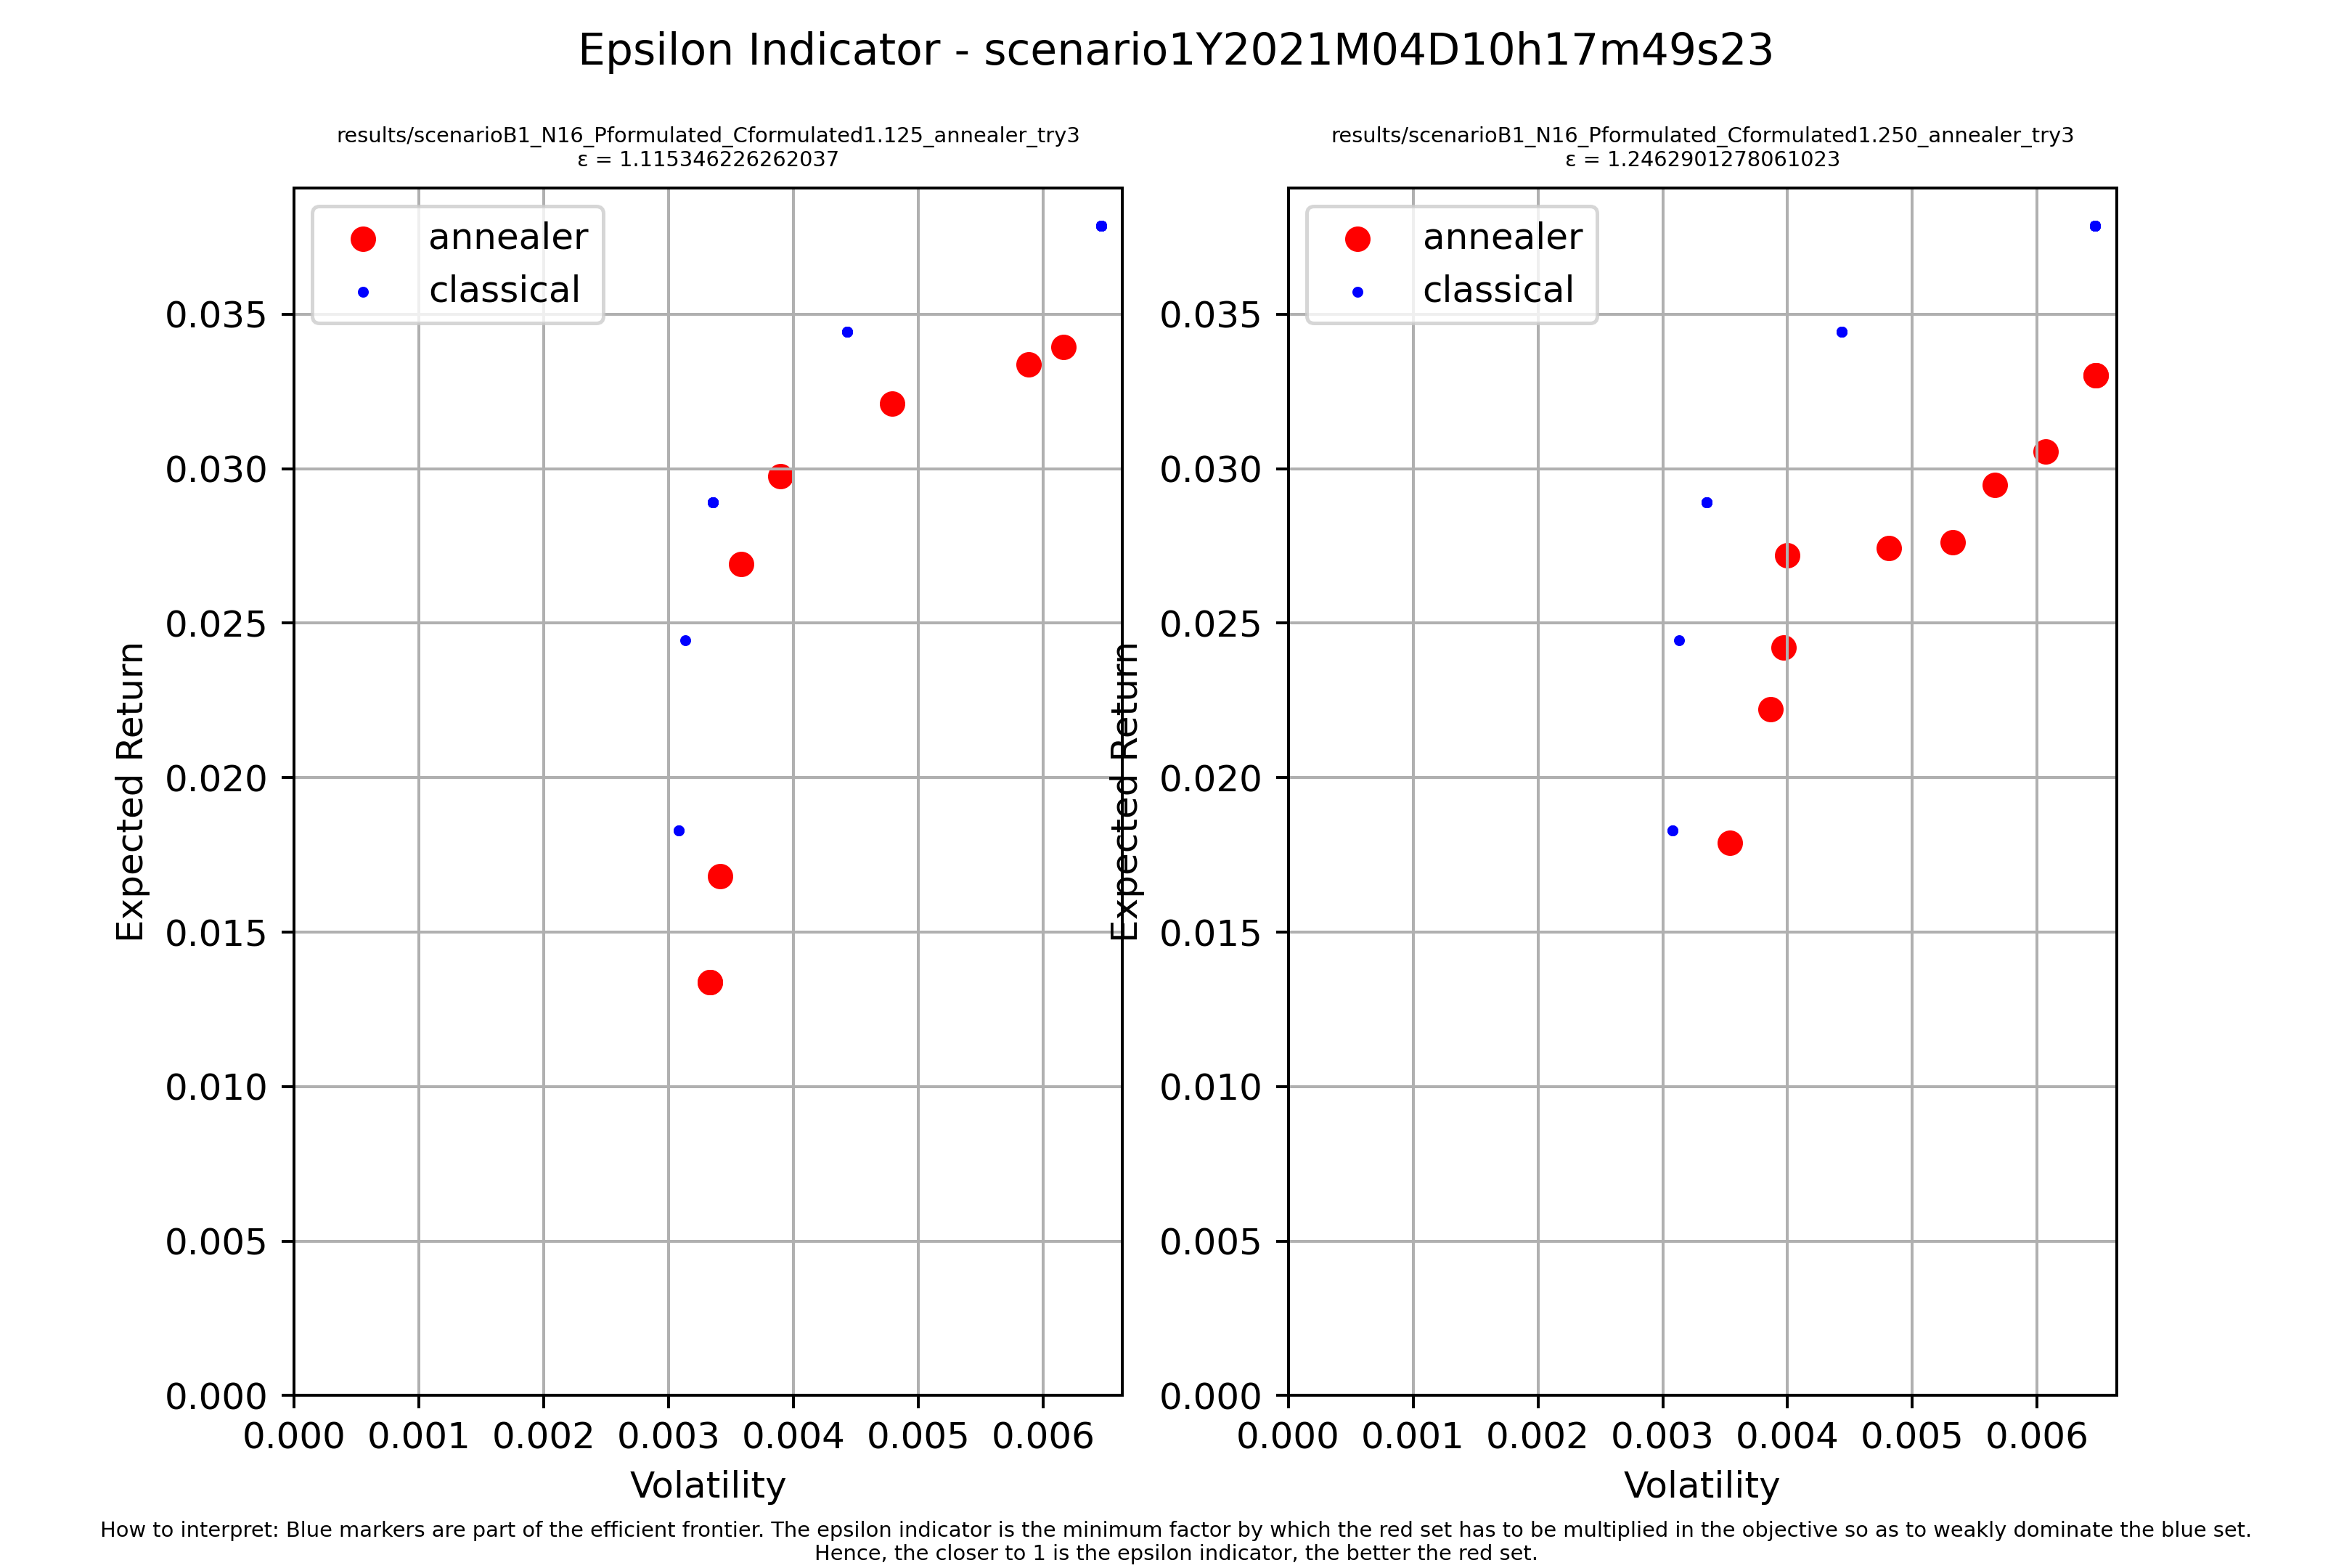 Epsilon Indicator - scenario1Y2021M04D10h17m49s23
results/scenarioB1_N16_Pformulated_Cformulated1.125_annealer_try3
ε = 1.115346226262037
annealer
classical
0.035
0.030
0.025
0.020
0.015
0.010
0.005
0.000
Expected Return
0.000 0.001 0.002 0.003 0.004 0.005 0.006
Volatility
results/scenarioB1_N16_Pformulated_Cformulated1.250_annealer_try3
ε = 1.2462901278061023
annealer
classical
0.035
0.030
0.025
0.020
0.015
0.010
0.005
0.000
Expected Return
0.000 0.001 0.002 0.003 0.004 0.005 0.006
Volatility
How to interpret: Blue markers are part of the efficient frontier. The epsilon indicator is the minimum factor by which the red set has to be multiplied in the objective so as to weakly dominate the blue set.
Hence, the closer to 1 is the epsilon indicator, the better the red set.